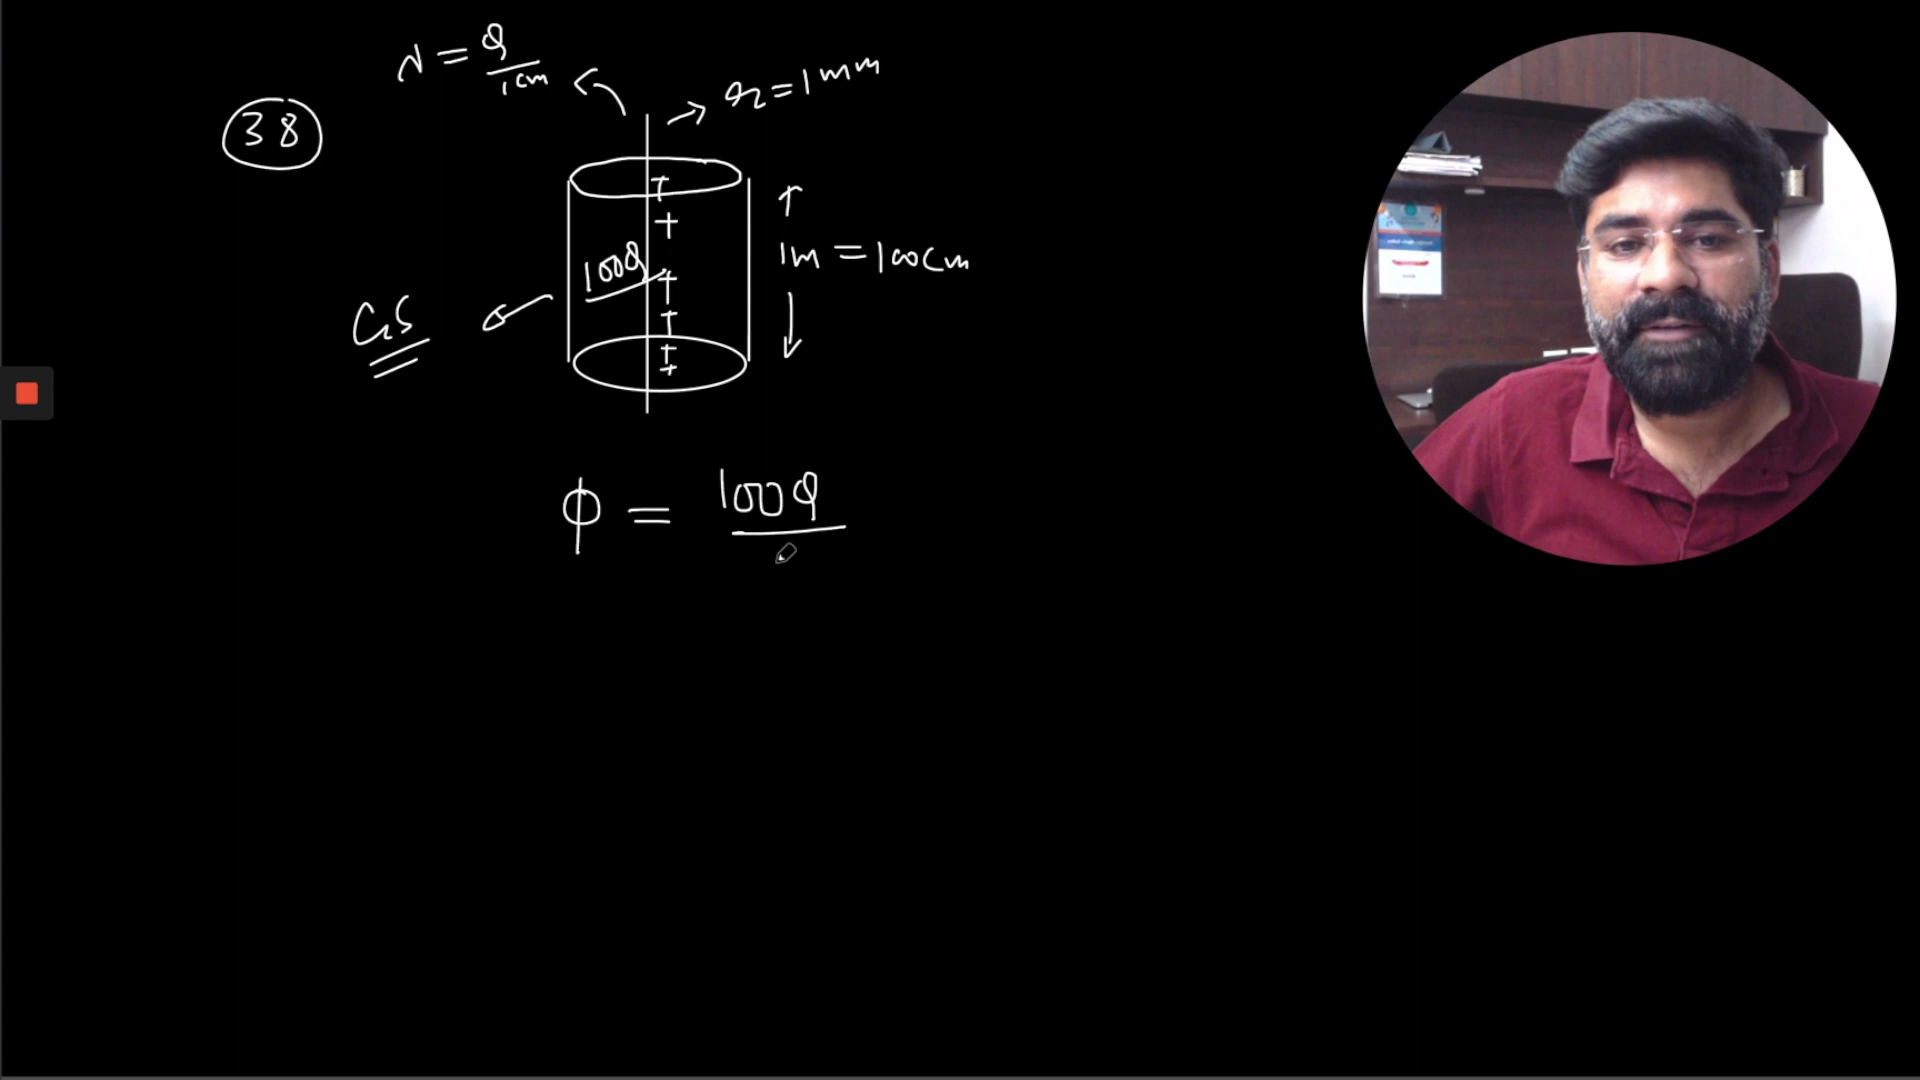 λ = Q/1cm
r = 1mm
38
100Q
1m = 100cm
GS
φ = 100Q